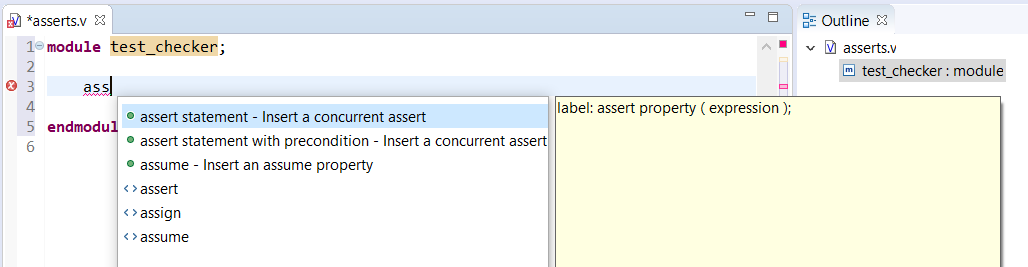 *asserts.v
Outline
1 module test_checker;
2
3 ass
4
5 endmodul
6
assert statement - Insert a concurrent assert
assert statement with precondition - Insert a concurrent assert
assume - Insert an assume property
assert
assign
assume
label: assert property ( expression );
asserts.v
test_checker : module